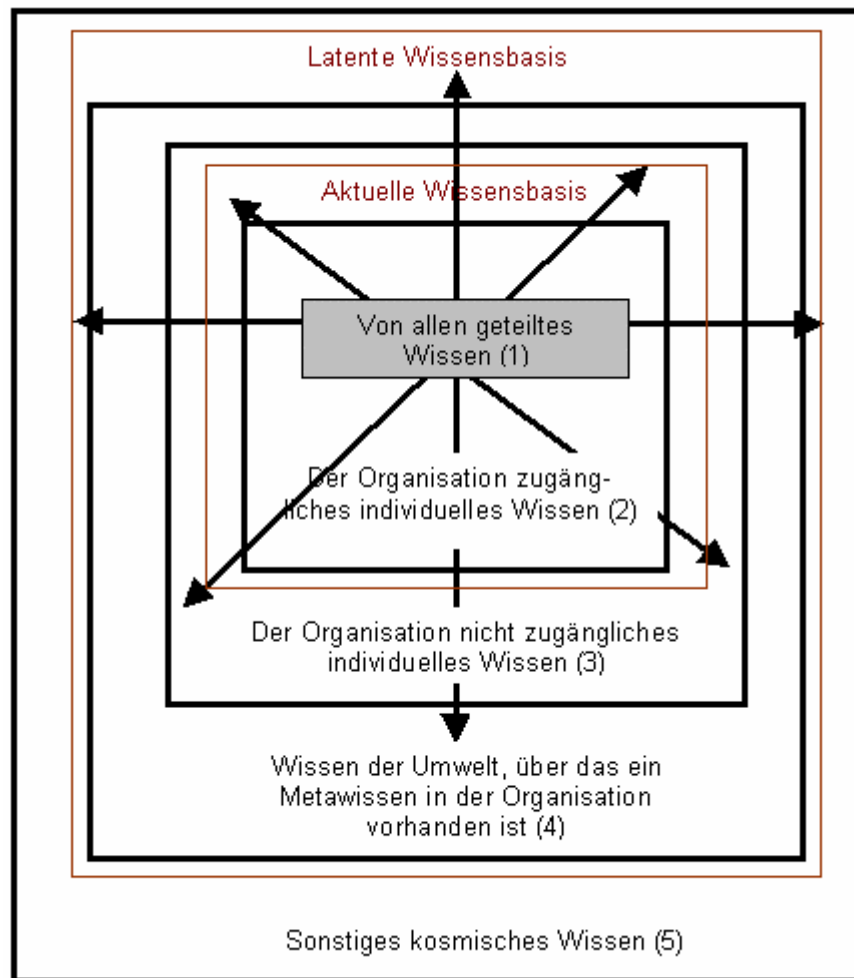 Latente Wissensbasis
Aktuelle Wissensbasis
Von allen geteiltes
Wissen (1)
Der Organisation zugäng-
liches individuelles Wissen (2)
Der Organisation nicht zugängliches
individuelles Wissen (3)
Wissen der Umwelt, über das ein
Metawissen in der Organisation
vorhanden ist (4)
Sonstiges kosmisches Wissen (5)